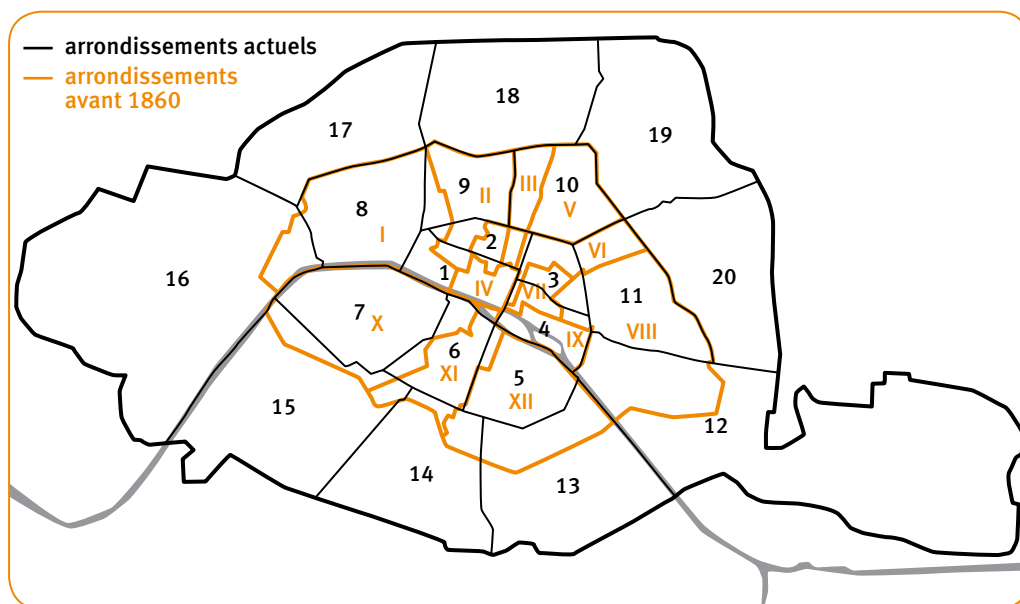 arrondissements actuels
arrondissements
avant 1860
18
17
19
9
II
III
10
V
8
I
2
VI
16
1
IV
3
VII
20
11
7
X
VIII
4
IX
6
XI
5
XII
15
12
14
13